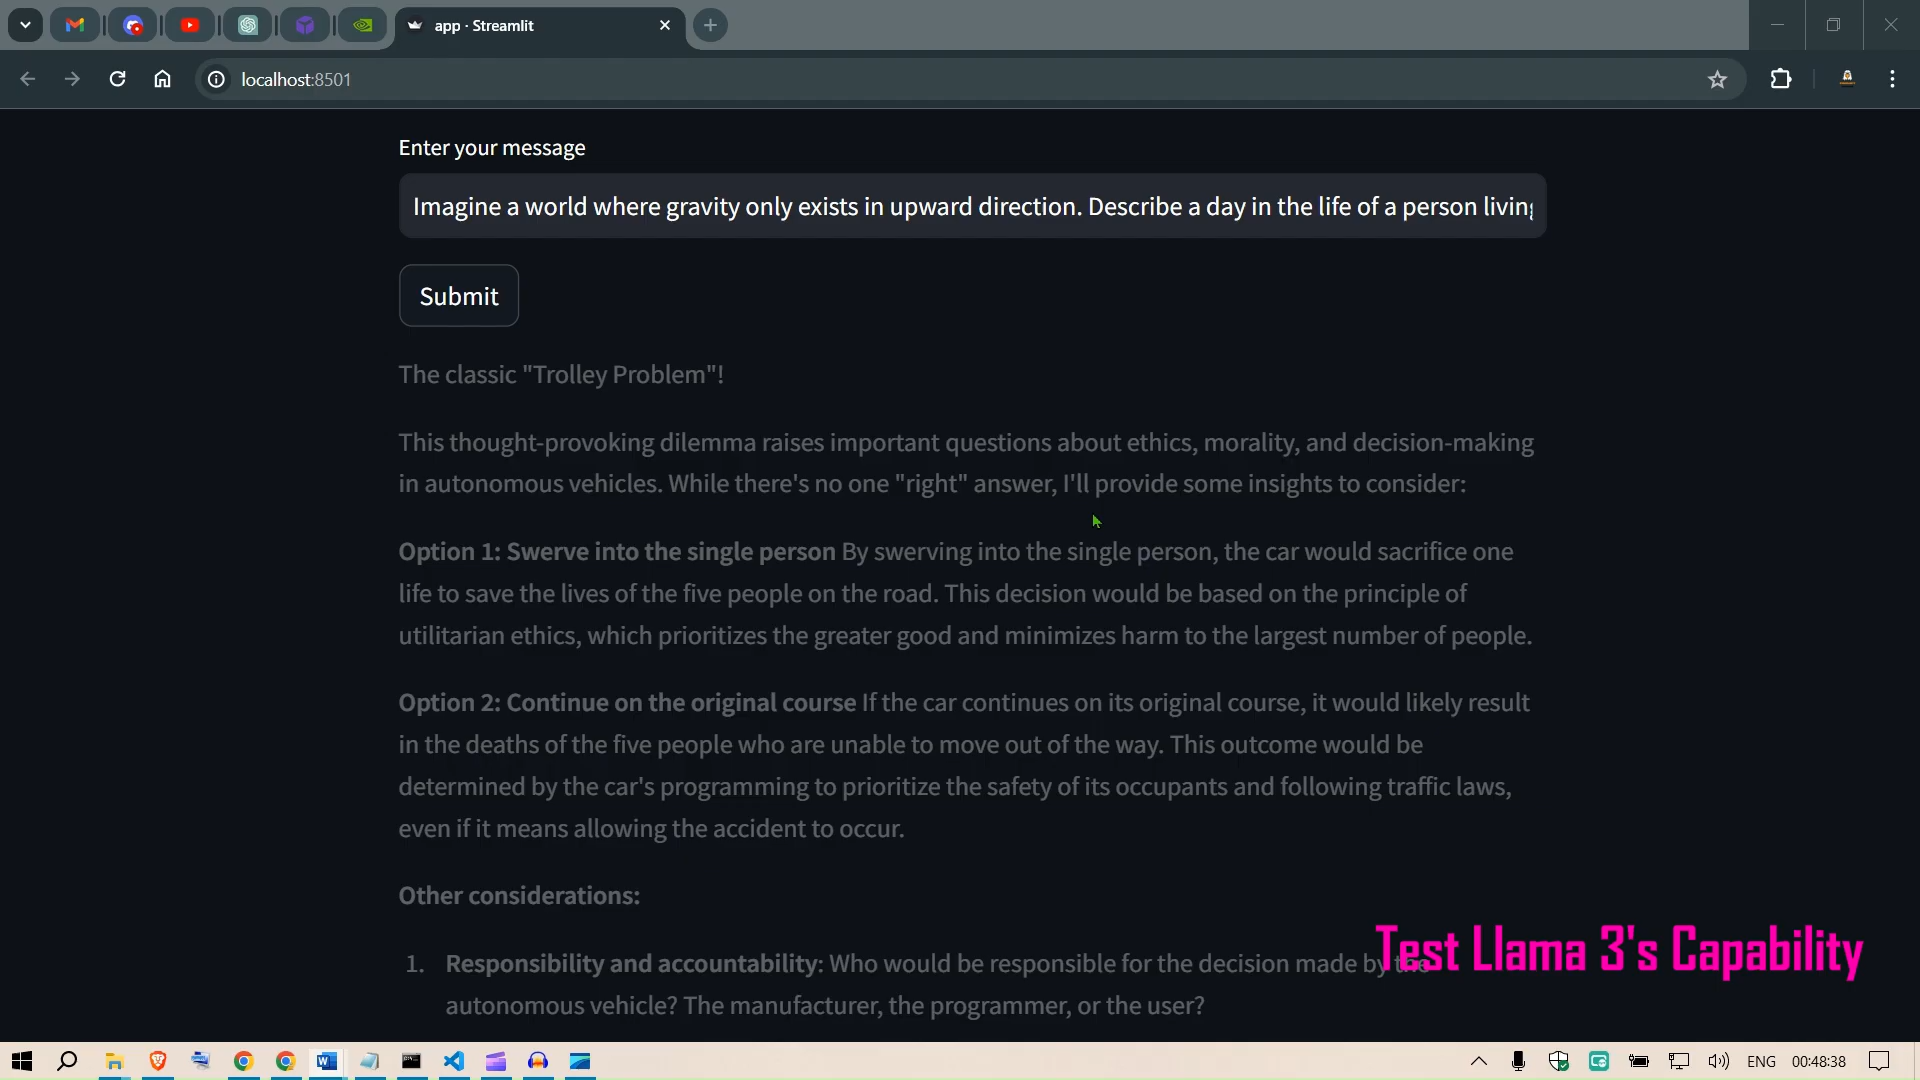 app · Streamlit
localhost:8501
Enter your message
Imagine a world where gravity only exists in upward direction. Describe a day in the life of a person living
Submit
The classic "Trolley Problem"!
This thought-provoking dilemma raises important questions about ethics, morality, and decision-making
in autonomous vehicles. While there's no one "right" answer, I'll provide some insights to consider:
Option 1: Swerve into the single person By swerving into the single person, the car would sacrifice one
life to save the lives of the five people on the road. This decision would be based on the principle of
utilitarian ethics, which prioritizes the greater good and minimizes harm to the largest number of people.
Option 2: Continue on the original course If the car continues on its original course, it would likely result
in the deaths of the five people who are unable to move out of the way. This outcome would be
determined by the car's programming to prioritize the safety of its occupants and following traffic laws,
even if it means allowing the accident to occur.
Other considerations:
1. Responsibility and accountability: Who would be responsible for the decision made by the
autonomous vehicle? The manufacturer, the programmer, or the user?
Test Llama 3's Capability
ENG 00:48:38